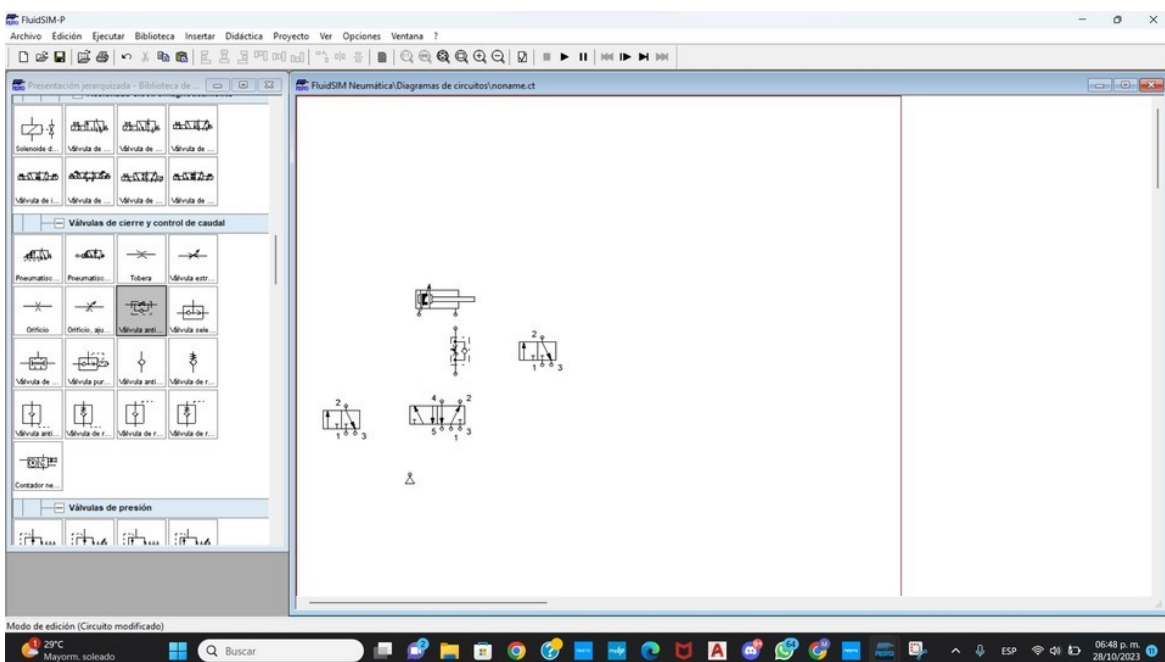 FluidSIM-P
Archivo Edición Ejecutar Biblioteca Insertar Didáctica Proyecto Ver Opciones Ventana ?
Presentación jerarquizada - Biblioteca de ...
FluidSIM Neumática\Diagramas de circuitos\noname.ct
Solenoide d... Válvula de ... Válvula de ... Válvula de ...
Válvula de i... Válvula de ... Válvula de ... Válvula de ...
Válvulas de cierre y control de caudal
Pneumatisc... Pneumatisc... Tobera Válvula estr...
Orificio Orificio, aju... Válvula anti... Válvula sele...
Válvula de ... Válvula pur... Válvula anti... Válvula de r...
Válvula anti... Válvula de r... Válvula de r... Válvula de r...
Contador ne...
Válvulas de presión
2
1 3
2
1 3
4 2
5 1 3
Modo de edición (Circuito modificado)
29°C
Mayorm. soleado
Buscar
ESP
06:48 p. m.
28/10/2023